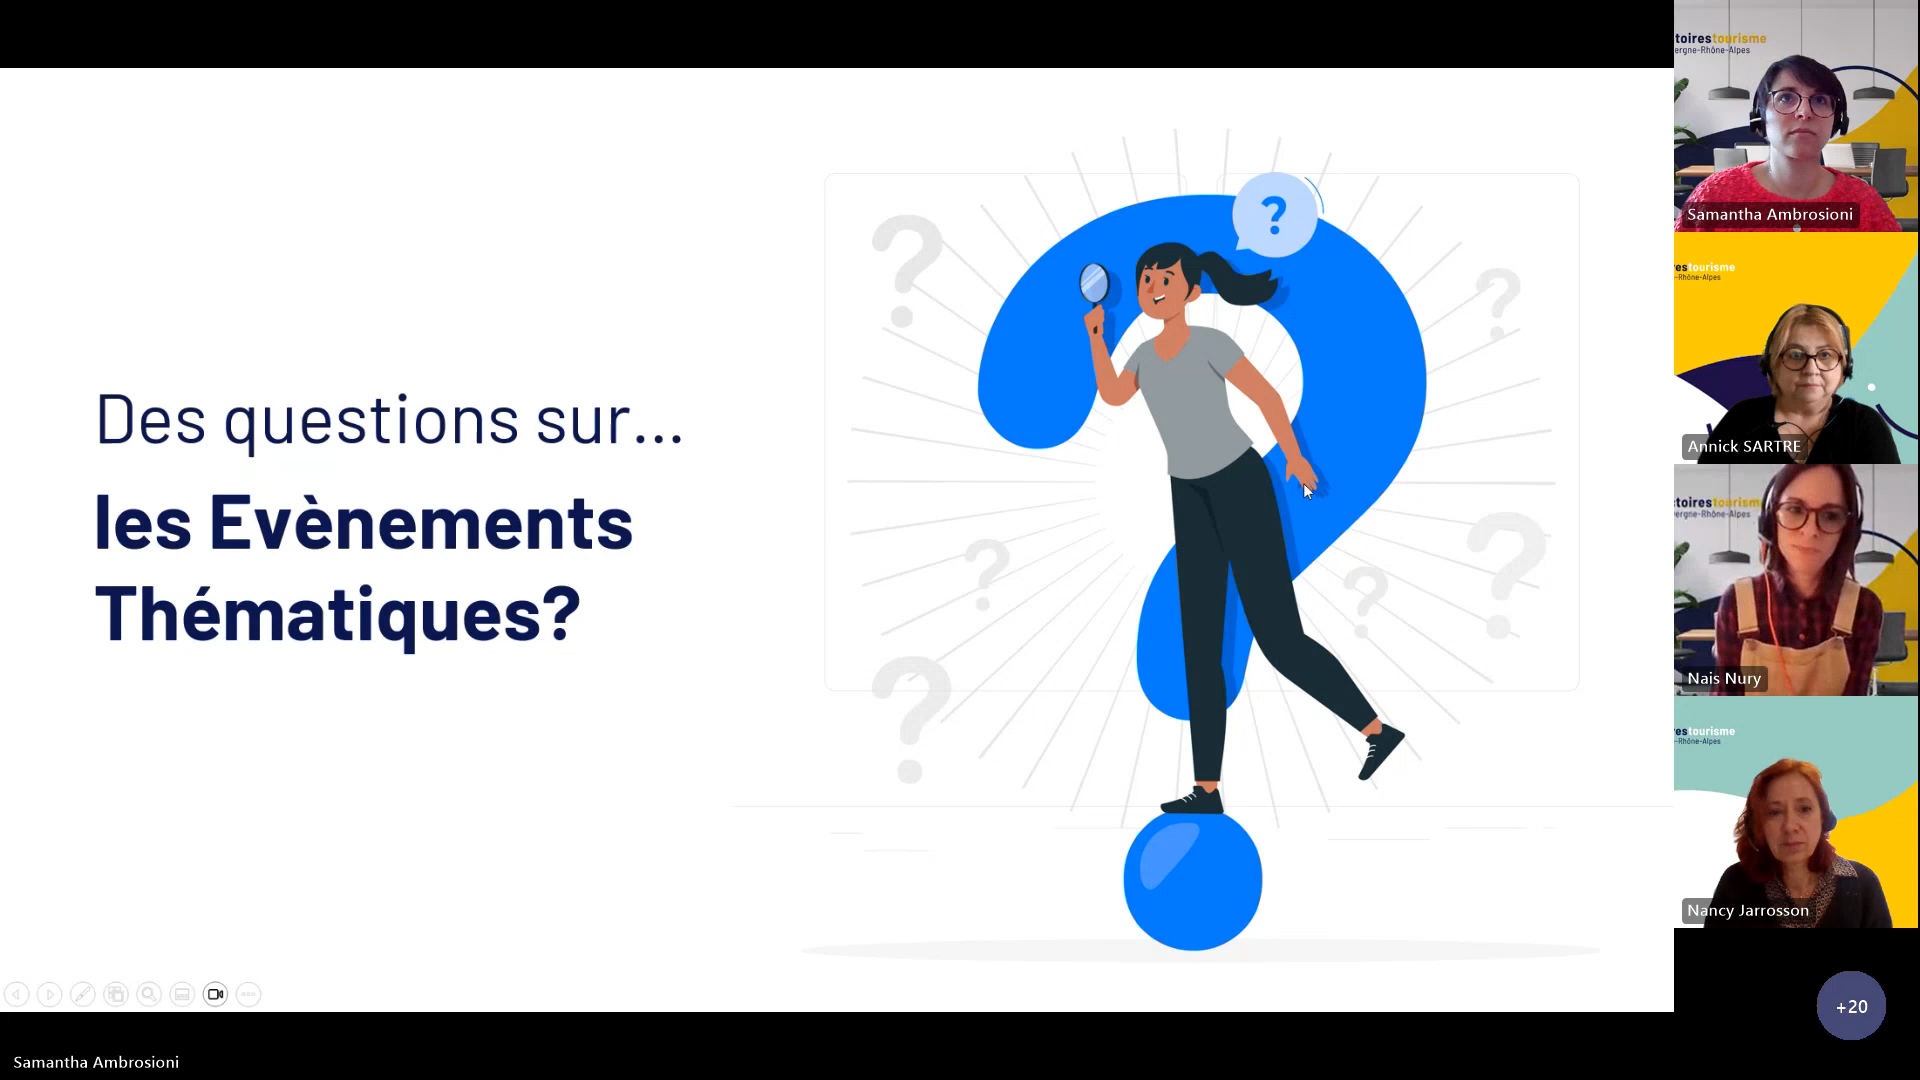 Des questions sur...
les Evènements
Thématiques?
?
toirestourisme
ergne-Rhône-Alpes
Samantha Ambrosioni
estourisme
-Rhône-Alpes
Annick SARTRE
toirestourisme
ergne-Rhône-Alpes
Nais Nury
estourisme
-Rhône-Alpes
Nancy Jarrosson
+20
Samantha Ambrosioni